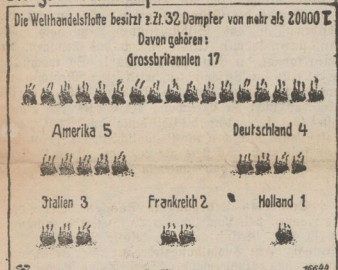 Die Welthandelsflotte besitzt z.Zt. 32 Dampfer von mehr als 20000 T.
Davon gehören:
Grossbritannien 17
Amerika 5 Deutschland 4
Italien 3 Frankreich 2 Holland 1
16644